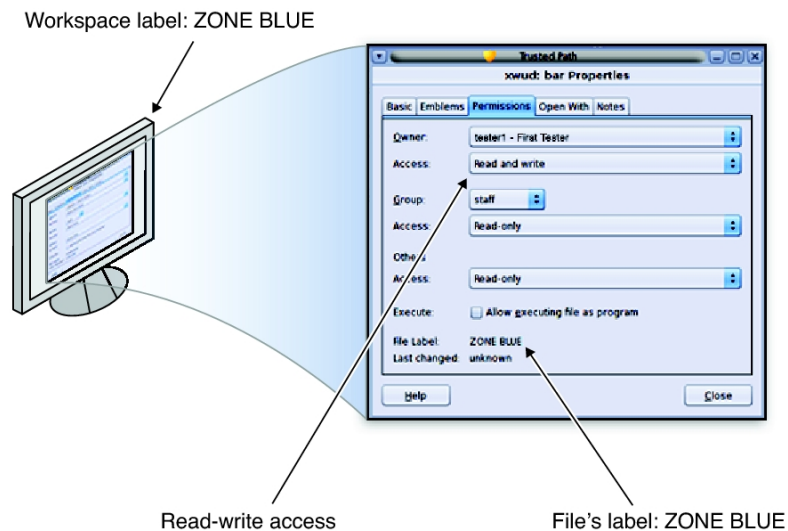 Workspace label: ZONE BLUE
Trusted Path
xwud: bar Properties
Basic Emblems Permissions Open With Notes
Owner: tester1 - First Tester
Access: Read and write
Group: staff
Access: Read-only
Others
Access: Read-only
Execute: Allow executing file as program
File Label: ZONE BLUE
Last changed: unknown
Help Close
Read-write access File's label: ZONE BLUE